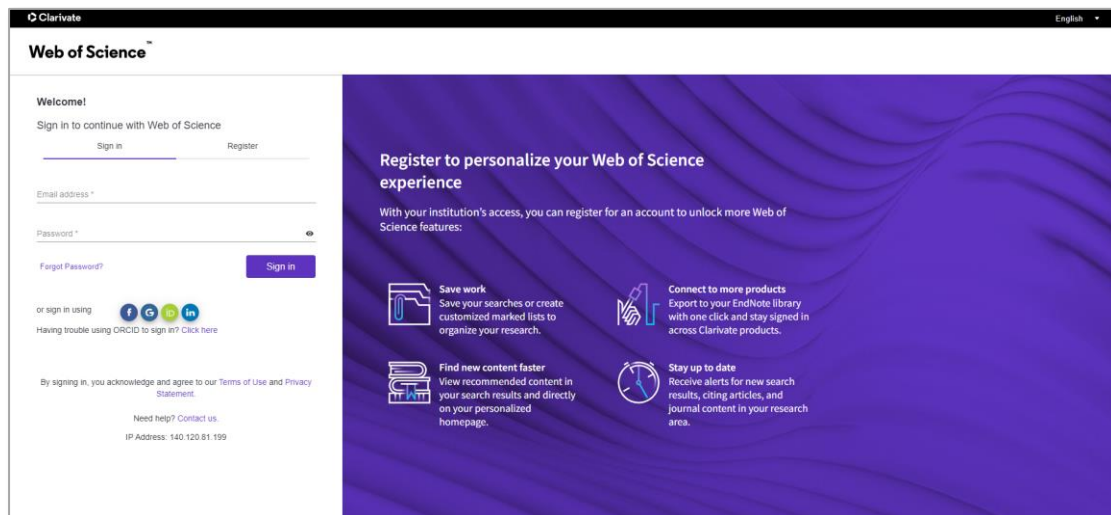 Clarivate
English
Web of Science™
Welcome!
Sign in to continue with Web of Science
Sign in
Register
Email address *
Password *
Forgot Password?
Sign in
or sign in using
f G iD in
Having trouble using ORCID to sign in? Click here
By signing in, you acknowledge and agree to our Terms of Use and Privacy
Statement.
Need help? Contact us.
IP Address: 140.120.81.199
Register to personalize your Web of Science
experience
With your institution's access, you can register for an account to unlock more Web of
Science features:
Save work
Save your searches or create
customized marked lists to
organize your research.
Connect to more products
Export to your EndNote library
with one click and stay signed in
across Clarivate products.
Find new content faster
View recommended content in
your search results and directly
on your personalized
homepage.
Stay up to date
Receive alerts for new search
results, citing articles, and
journal content in your research
area.